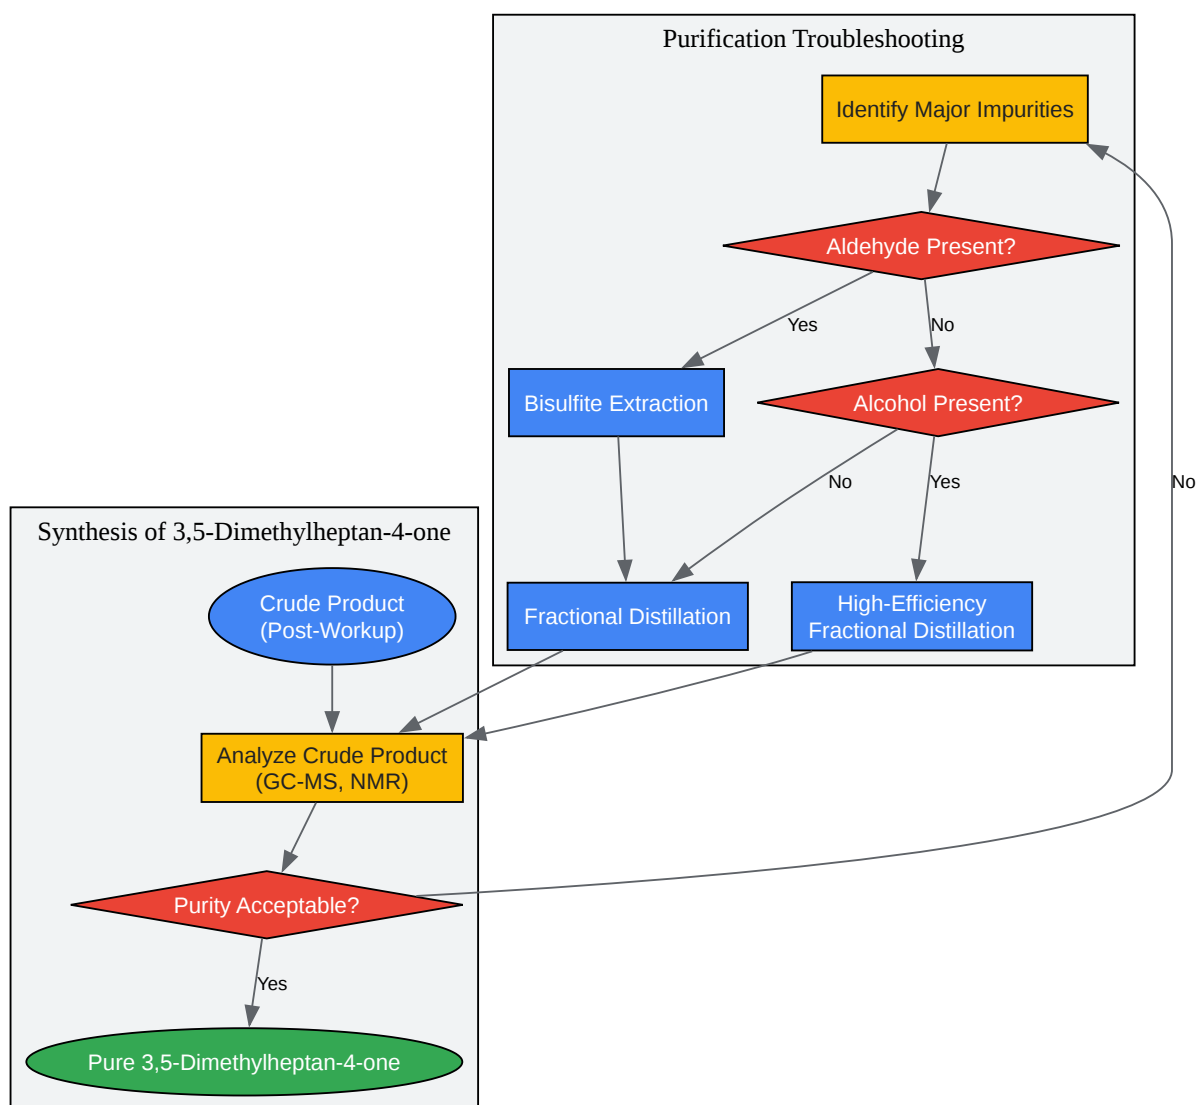 Purification Troubleshooting
Identify Major Impurities
Aldehyde Present?
Yes
No
Bisulfite Extraction
Alcohol Present?
No
Yes
No
Synthesis of 3,5-Dimethylheptan-4-one
Crude Product
(Post-Workup)
Fractional Distillation
High-Efficiency
Fractional Distillation
Analyze Crude Product
(GC-MS, NMR)
Purity Acceptable?
Yes
Pure 3,5-Dimethylheptan-4-one